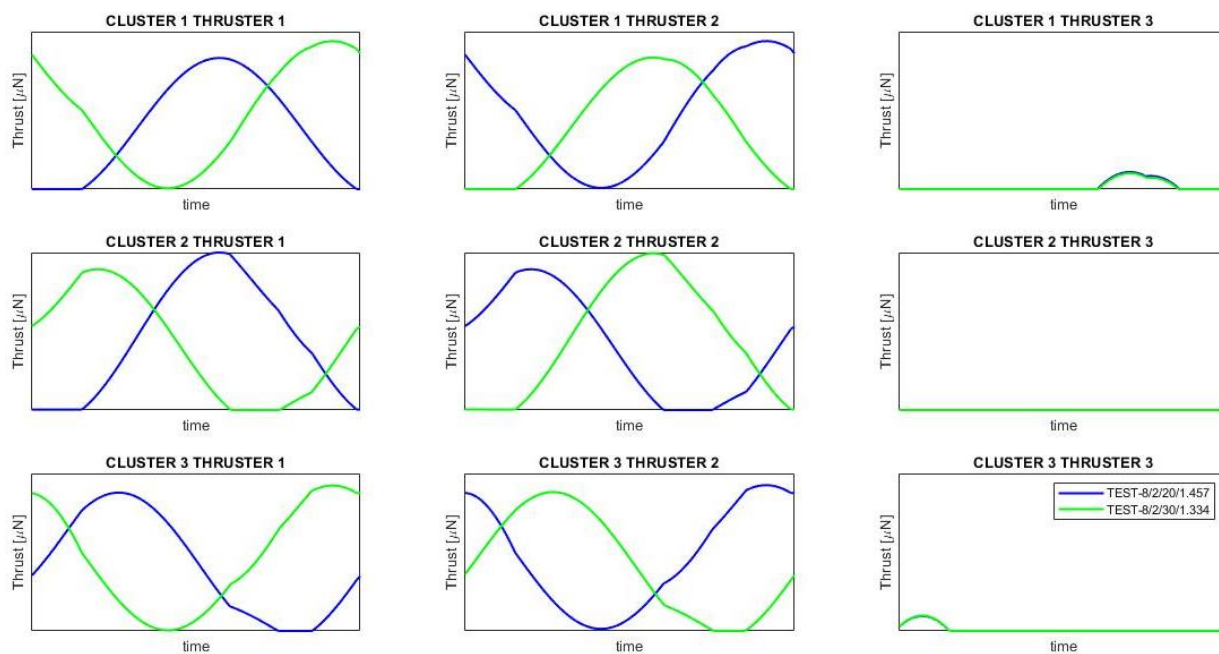 CLUSTER 1 THRUSTER 1
Thrust [μN]
time
CLUSTER 1 THRUSTER 2
Thrust [μN]
time
CLUSTER 1 THRUSTER 3
Thrust [μN]
time
CLUSTER 2 THRUSTER 1
Thrust [μN]
time
CLUSTER 2 THRUSTER 2
Thrust [μN]
time
CLUSTER 2 THRUSTER 3
Thrust [μN]
time
CLUSTER 3 THRUSTER 1
Thrust [μN]
time
CLUSTER 3 THRUSTER 2
Thrust [μN]
time
CLUSTER 3 THRUSTER 3
Thrust [μN]
TEST-8/2/20/1.457
TEST-8/2/30/1.334
time